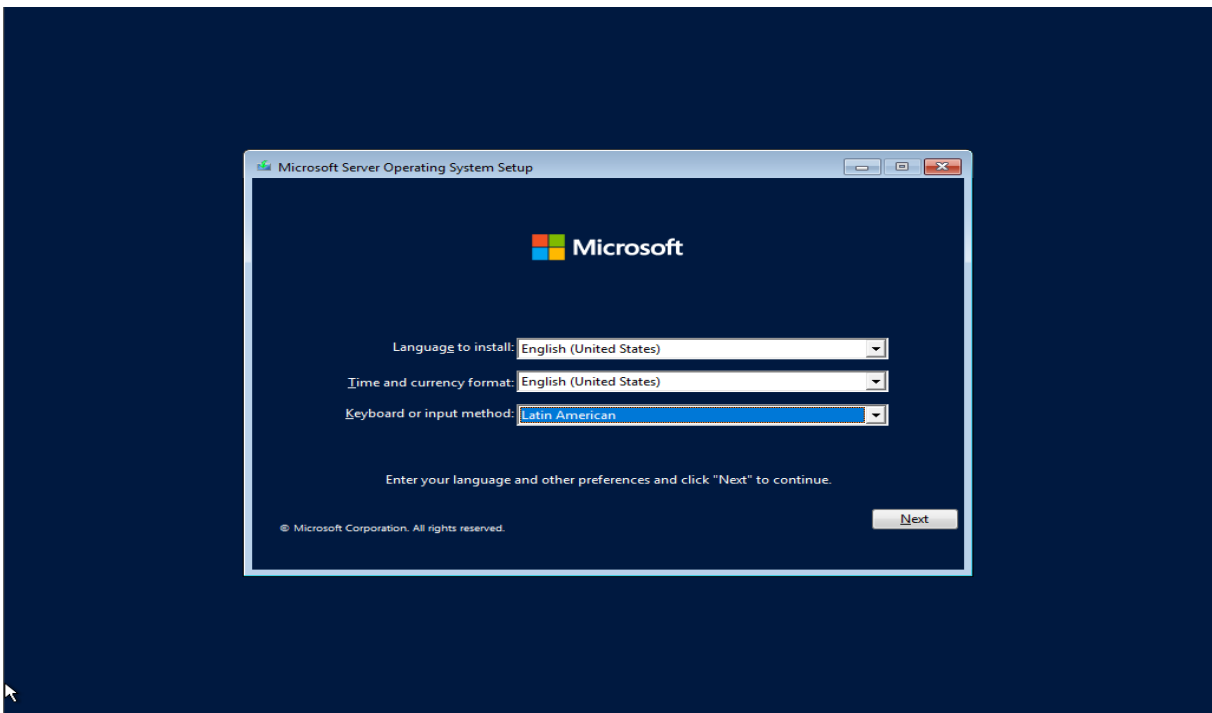 Microsoft Server Operating System Setup
Microsoft
Language to install: English (United States)
Time and currency format: English (United States)
Keyboard or input method: Latin American
Enter your language and other preferences and click "Next" to continue.
Next
© Microsoft Corporation. All rights reserved.